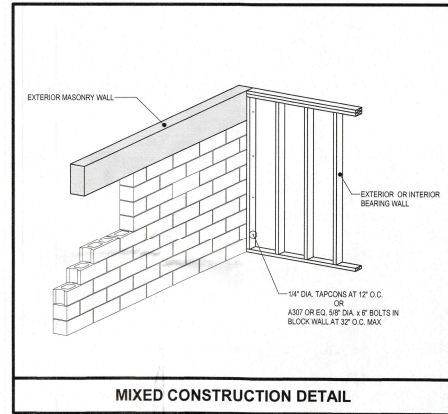 EXTERIOR MASONRY WALL
EXTERIOR OR INTERIOR
BEARING WALL
1/4" DIA. TAPCONS AT 12" O.C.
OR
A307 OR EQ. 5/8" DIA. x 6" BOLTS IN
BLOCK WALL AT 32" O.C. MAX
MIXED CONSTRUCTION DETAIL